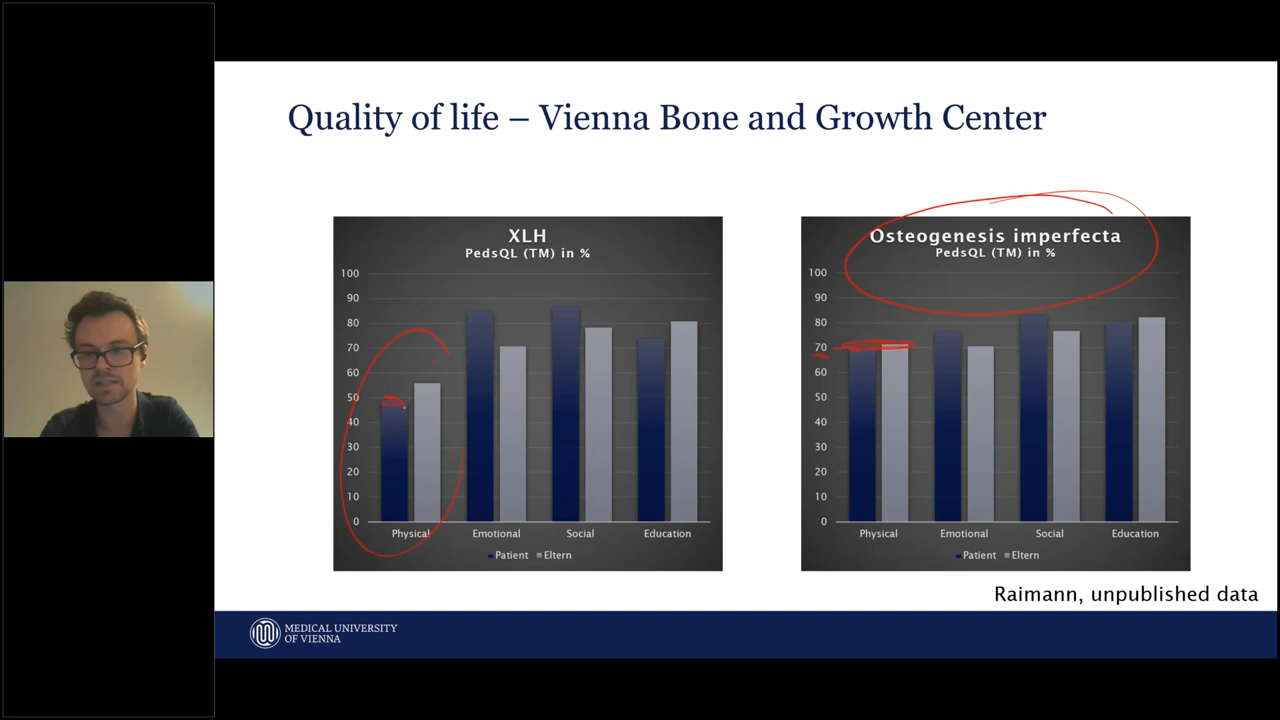 Quality of life – Vienna Bone and Growth Center
XLH
PedsQL (TM) in %
100
90
80
70
60
50
40
30
20
10
0
Physical
Emotional
Social
Education
Patient
Eltern
Osteogenesis imperfecta
PedsQL (TM) in %
100
90
80
70
60
50
40
30
20
10
0
Physical
Emotional
Social
Education
Patient
Eltern
Raimann, unpublished data
MEDICAL UNIVERSITY
OF VIENNA